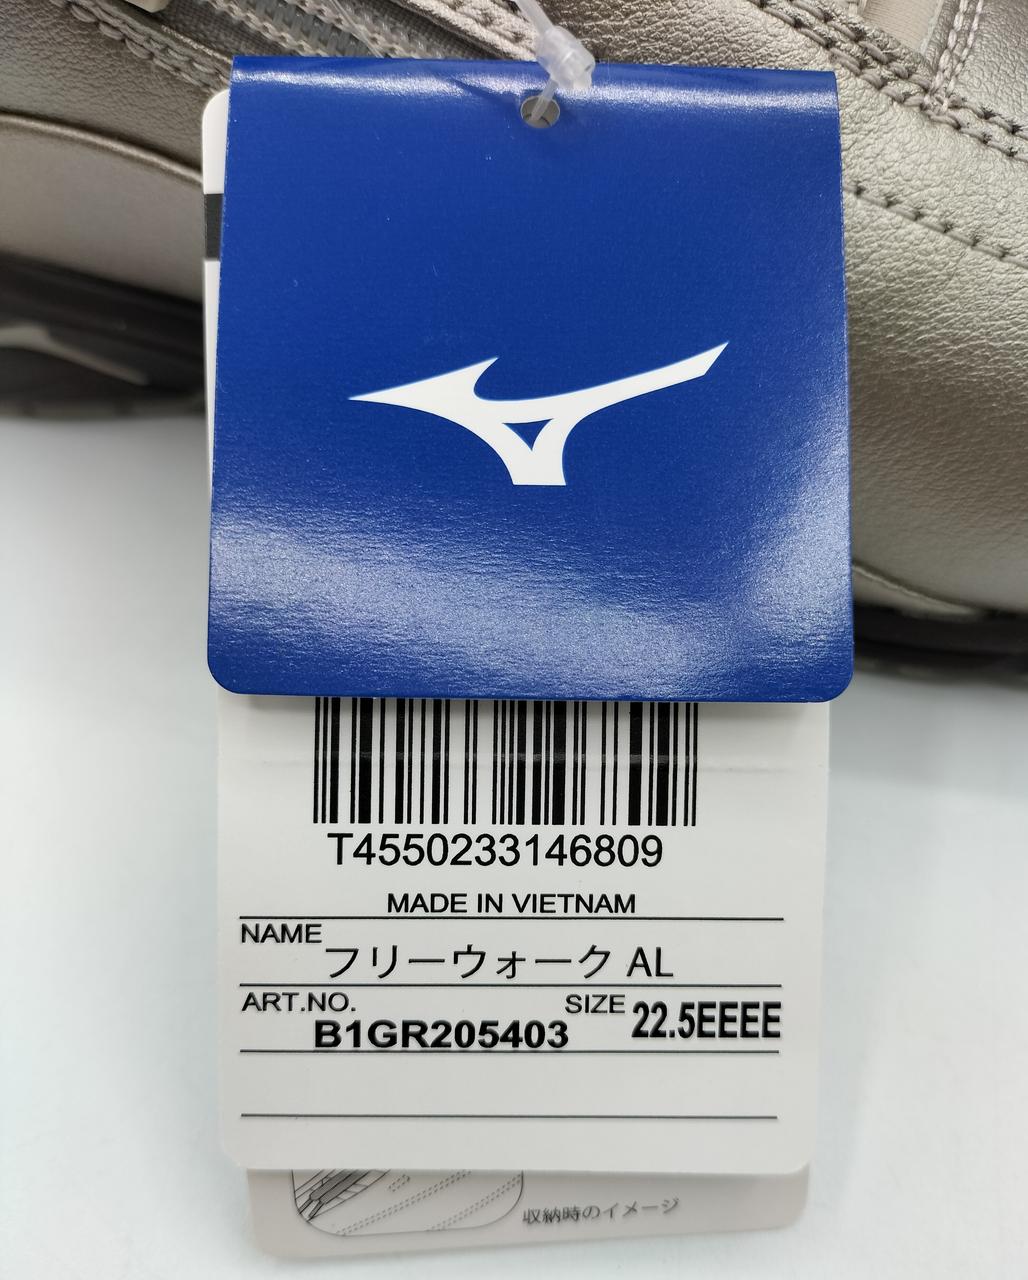 T4550233146809
MADE IN VIETNAM
NAME
フリーウォーク AL
ART.NO.
B1GR205403
SIZE 22.5EEEE
収納時のイメージ